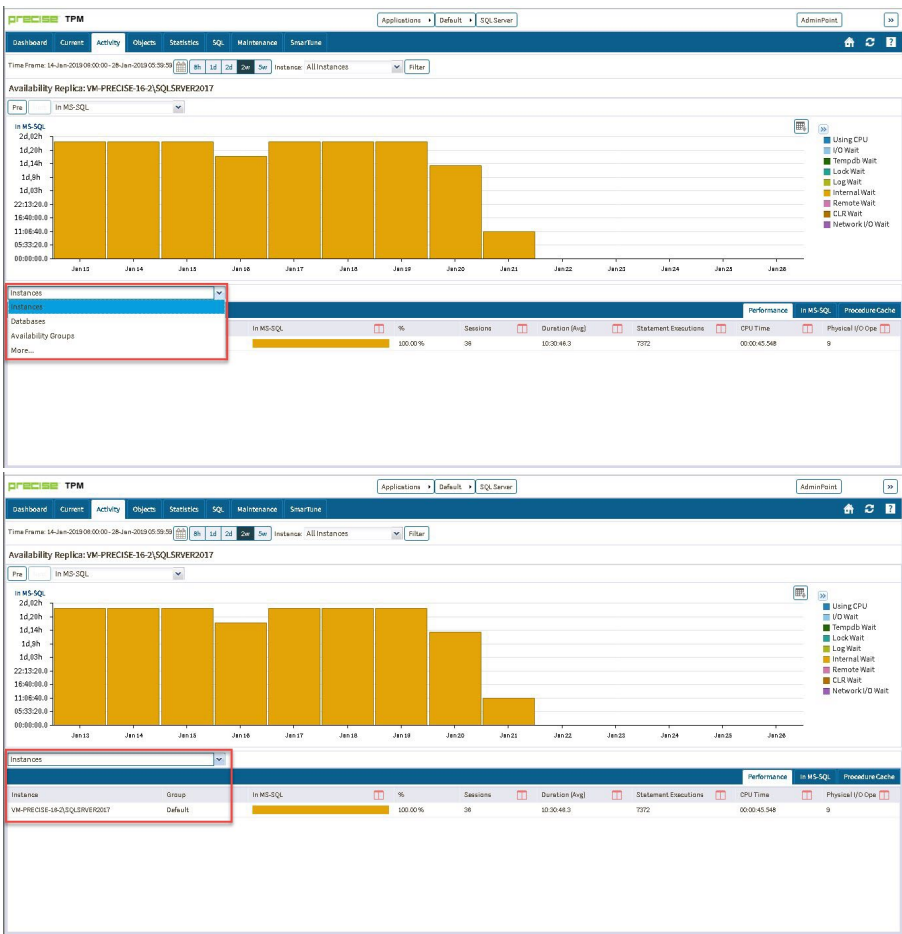 precise TPM Applications Default SQL Server AdminPoint »
Dashboard Current Activity Objects Statistics SQL Maintenance SmarTune
Time Frame: 14-Jan-2019 08:00:00 - 28-Jan-2019 05:59:59 8h 1d 2d 2w 5w Instance: All Instances Filter
Availability Replica: VM-PRECISE-16-2\SQLSRVER2017
Pre In MS-SQL
In MS-SQL
2d,02h
1d,20h
1d,14h
1d,9h
1d,03h
22:13:20.0
16:40:00.0
11:06:40.0
05:33:20.0
00:00:00.0
Jan 13 Jan 14 Jan 15 Jan 16 Jan 17 Jan 18 Jan 19 Jan 20 Jan 21 Jan 22 Jan 23 Jan 24 Jan 25 Jan 26
»
Using CPU
I/O Wait
Tempdb Wait
Lock Wait
Log Wait
Internal Wait
Remote Wait
CLR Wait
Network I/O Wait
Instances
Instances
Databases
Availability Groups
More...
Performance In MS-SQL Procedure Cache
In MS-SQL % Sessions Duration (Avg) Statement Executions CPU Time Physical I/O Ope
100.00% 36 10:30:46.3 7372 00:00:45.548 9
precise TPM Applications Default SQL Server AdminPoint »
Dashboard Current Activity Objects Statistics SQL Maintenance SmarTune
Time Frame: 14-Jan-2019 08:00:00 - 28-Jan-2019 05:59:59 8h 1d 2d 2w 5w Instance: All Instances Filter
Availability Replica: VM-PRECISE-16-2\SQLSRVER2017
Pre In MS-SQL
In MS-SQL
2d,02h
1d,20h
1d,14h
1d,9h
1d,03h
22:13:20.0
16:40:00.0
11:06:40.0
05:33:20.0
00:00:00.0
Jan 13 Jan 14 Jan 15 Jan 16 Jan 17 Jan 18 Jan 19 Jan 20 Jan 21 Jan 22 Jan 23 Jan 24 Jan 25 Jan 26
»
Using CPU
I/O Wait
Tempdb Wait
Lock Wait
Log Wait
Internal Wait
Remote Wait
CLR Wait
Network I/O Wait
Instances
Performance In MS-SQL Procedure Cache
Instance Group In MS-SQL % Sessions Duration (Avg) Statement Executions CPU Time Physical I/O Ope
VM-PRECISE-16-2\SQLSRVER2017 Default 100.00% 36 10:30:46.3 7372 00:00:45.548 9